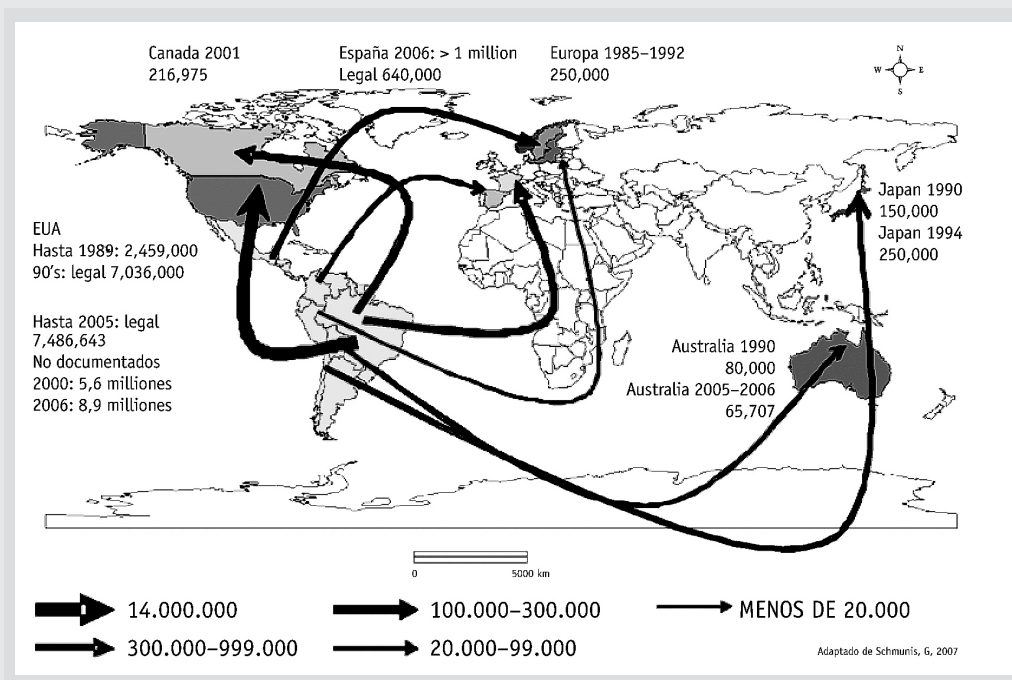 Canada 2001
216,975
España 2006: > 1 million
Legal 640,000
Europa 1985–1992
250,000
N
W E
S
Japan 1990
150,000
Japan 1994
250,000
EUA
Hasta 1989: 2,459,000
90's: legal 7,036,000
Hasta 2005: legal
7,486,643
No documentados
2000: 5,6 milliones
2006: 8,9 milliones
Australia 1990
80,000
Australia 2005–2006
65,707
0 5000 km
14.000.000
100.000–300.000
MENOS DE 20.000
300.000–999.000
20.000–99.000
Adaptado de Schmunis, G, 2007